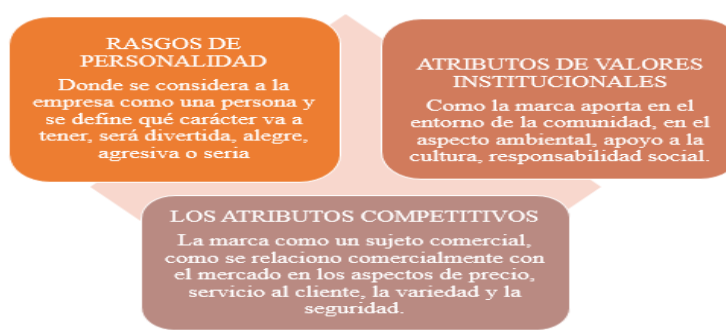 RASGOS DE
PERSONALIDAD
Donde se considera a la
empresa como una persona y
se define qué carácter va a
tener, será divertida, alegre,
agresiva o seria
ATRIBUTOS DE VALORES
INSTITUCIONALES
Como la marca aporta en el
entorno de la comunidad, en el
aspecto ambiental, apoyo a la
cultura, responsabilidad social.
LOS ATRIBUTOS COMPETITIVOS
La marca como un sujeto comercial,
como se relaciono comercialmente con
el mercado en los aspectos de precio,
servicio al cliente, la variedad y la
seguridad.